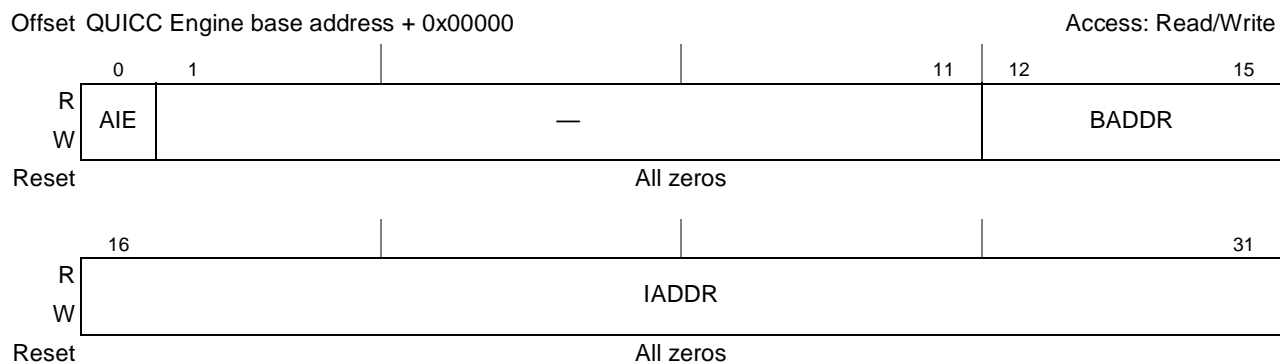 Offset QUICC Engine base address + 0x00000 Access: Read/Write
0 1 11 12 15
R
AIE — BADDR
W
Reset All zeros
16 31
R
IADDR
W
Reset All zeros